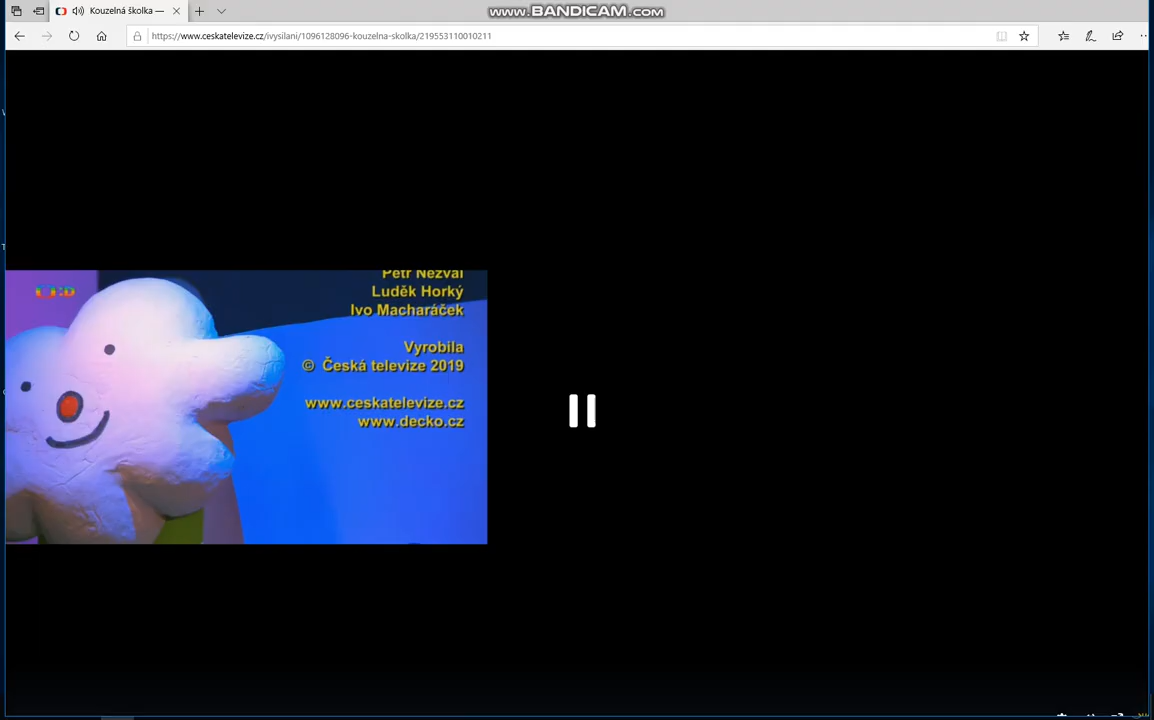 Kouzelná školka —
www.BANDICAM.com
https://www.ceskatelevize.cz/ivysilani/1096128096-kouzelna-skolka/219553110010211
Petr Nezval
Luděk Horký
Ivo Macharáček
Vyrobila
© Česká televize 2019
www.ceskatelevize.cz
www.decko.cz